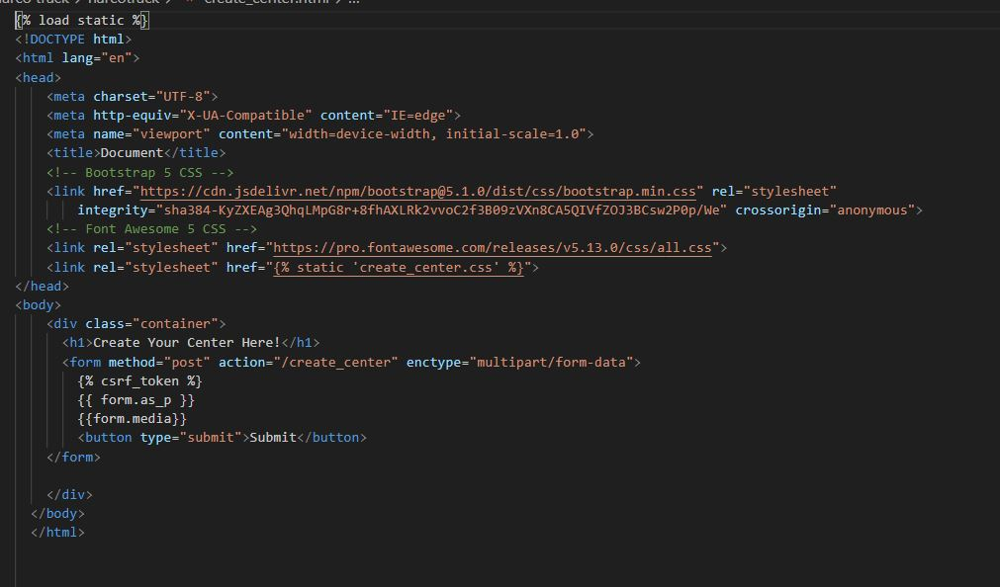 narcotrack > create_center.html > ...
{% load static %}
<!DOCTYPE html>
<html lang="en">
<head>
<meta charset="UTF-8">
<meta http-equiv="X-UA-Compatible" content="IE=edge">
<meta name="viewport" content="width=device-width, initial-scale=1.0">
<title>Document</title>
<!-- Bootstrap 5 CSS -->
<link href="https://cdn.jsdelivr.net/npm/bootstrap@5.1.0/dist/css/bootstrap.min.css" rel="stylesheet"
integrity="sha384-KyZXEAg3QhqLMpG8r+8fhAXLRk2vvoC2f3B09zVXn8CA5QIVfZOJ3BCsw2P0p/We" crossorigin="anonymous">
<!-- Font Awesome 5 CSS -->
<link rel="stylesheet" href="https://pro.fontawesome.com/releases/v5.13.0/css/all.css">
<link rel="stylesheet" href="{% static 'create_center.css' %}">
</head>
<body>
<div class="container">
<h1>Create Your Center Here!</h1>
<form method="post" action="/create_center" enctype="multipart/form-data">
{% csrf_token %}
{{ form.as_p }}
{{form.media}}
<button type="submit">Submit</button>
</form>
</div>
</body>
</html>